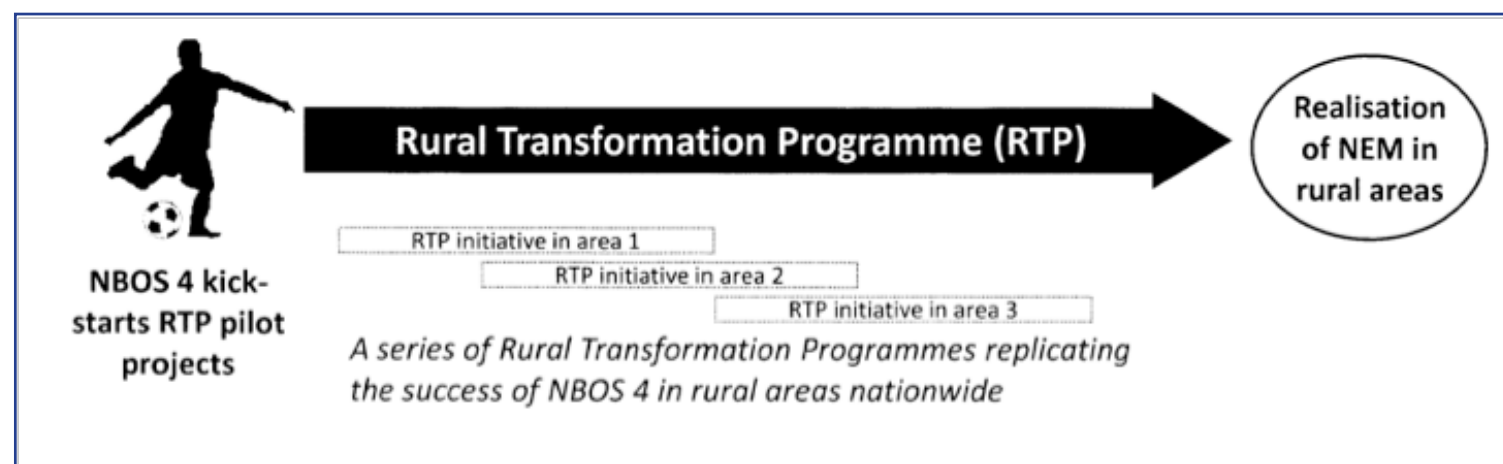 Rural Transformation Programme (RTP)
Realisation
of NEM in
rural areas
NBOS 4 kick-
starts RTP pilot
projects
RTP initiative in area 1
RTP initiative in area 2
RTP initiative in area 3
A series of Rural Transformation Programmes replicating
the success of NBOS 4 in rural areas nationwide